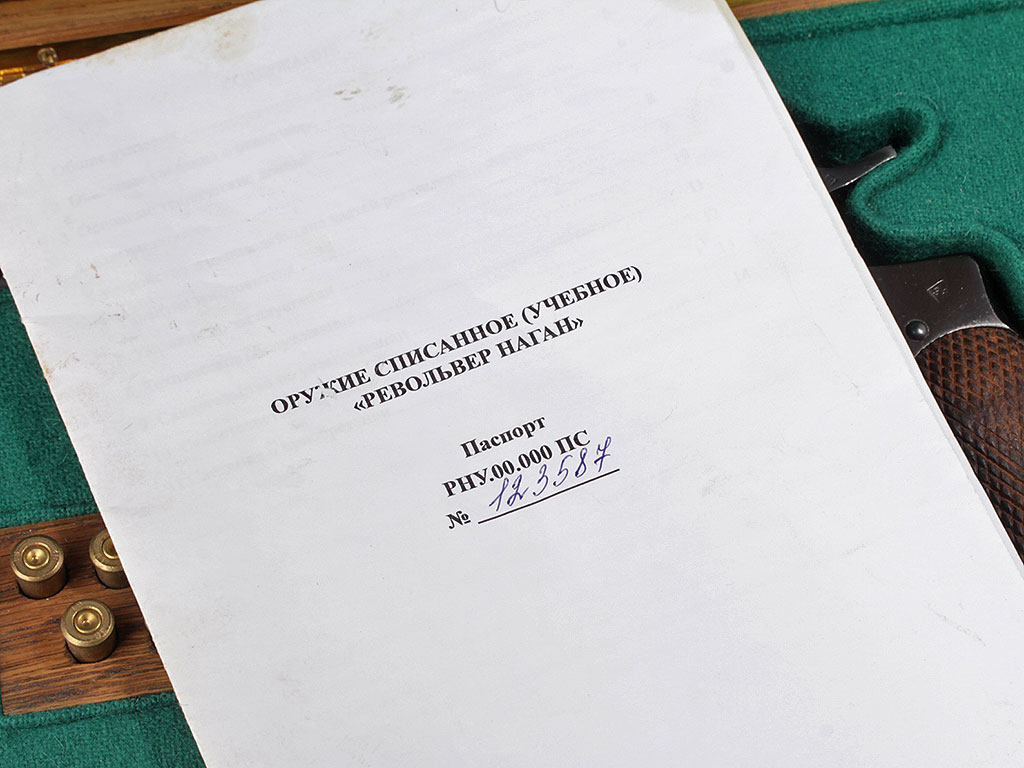 ОРУЖИЕ СПИСАННОЕ (УЧЕБНОЕ)
«РЕВОЛЬВЕР НАГАН»
Паспорт
РНУ.00.000 ПС
№ 123587